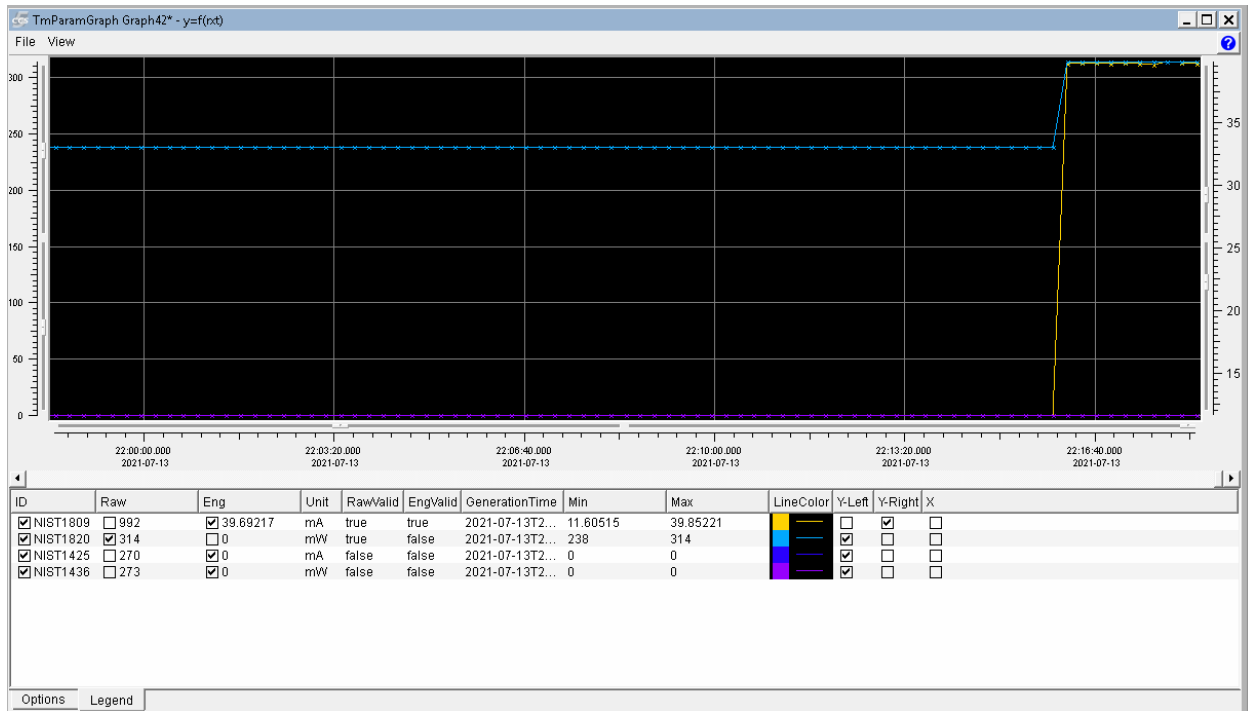 TmParamGraph Graph42* - y=f(rxt)
File View
300
250
200
150
100
50
0
35
30
25
20
15
22:00:00.000 22:03:20.000 22:06:40.000 22:10:00.000 22:13:20.000 22:16:40.000
2021-07-13 2021-07-13 2021-07-13 2021-07-13 2021-07-13 2021-07-13
ID Raw Eng Unit RawValid EngValid GenerationTime Min Max LineColor Y-Left Y-Right X
NIST1809 992 39.69217 mA true true 2021-07-13T2... 11.60515 39.85221
NIST1820 314 0 mW true false 2021-07-13T2... 238 314
NIST1425 270 0 mA false false 2021-07-13T2... 0 0
NIST1436 273 0 mW false false 2021-07-13T2... 0 0
Options Legend